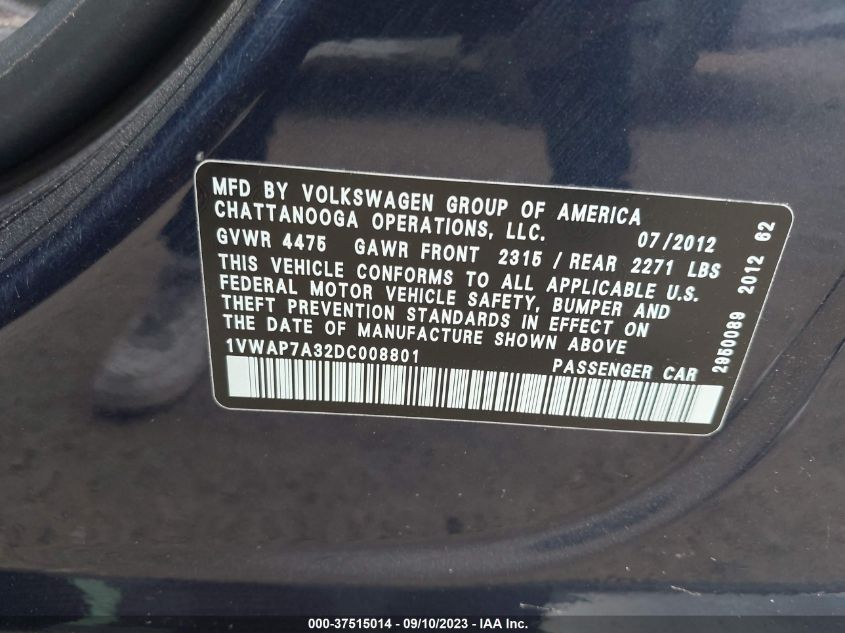 MFD BY VOLKSWAGEN GROUP OF AMERICA
CHATTANOOGA OPERATIONS, LLC. 07/2012
GVWR 4475 GAWR FRONT 2315 / REAR 2271 LBS
THIS VEHICLE CONFORMS TO ALL APPLICABLE U.S.
FEDERAL MOTOR VEHICLE SAFETY, BUMPER AND
THEFT PREVENTION STANDARDS IN EFFECT ON
THE DATE OF MANUFACTURE SHOWN ABOVE
1VWAP7A32DC008801 PASSENGER CAR
2950089 2012 62
000-37515014 - 09/10/2023 - IAA Inc.